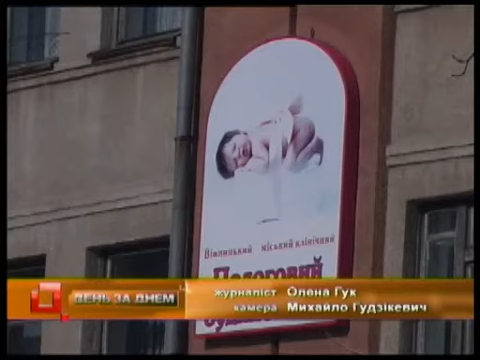 Вінницький міський клінічний
Пологовий
ДЕНЬ ЗА ДНЕМ
журналіст Олена Гук
камера Михайло Гудзікевич